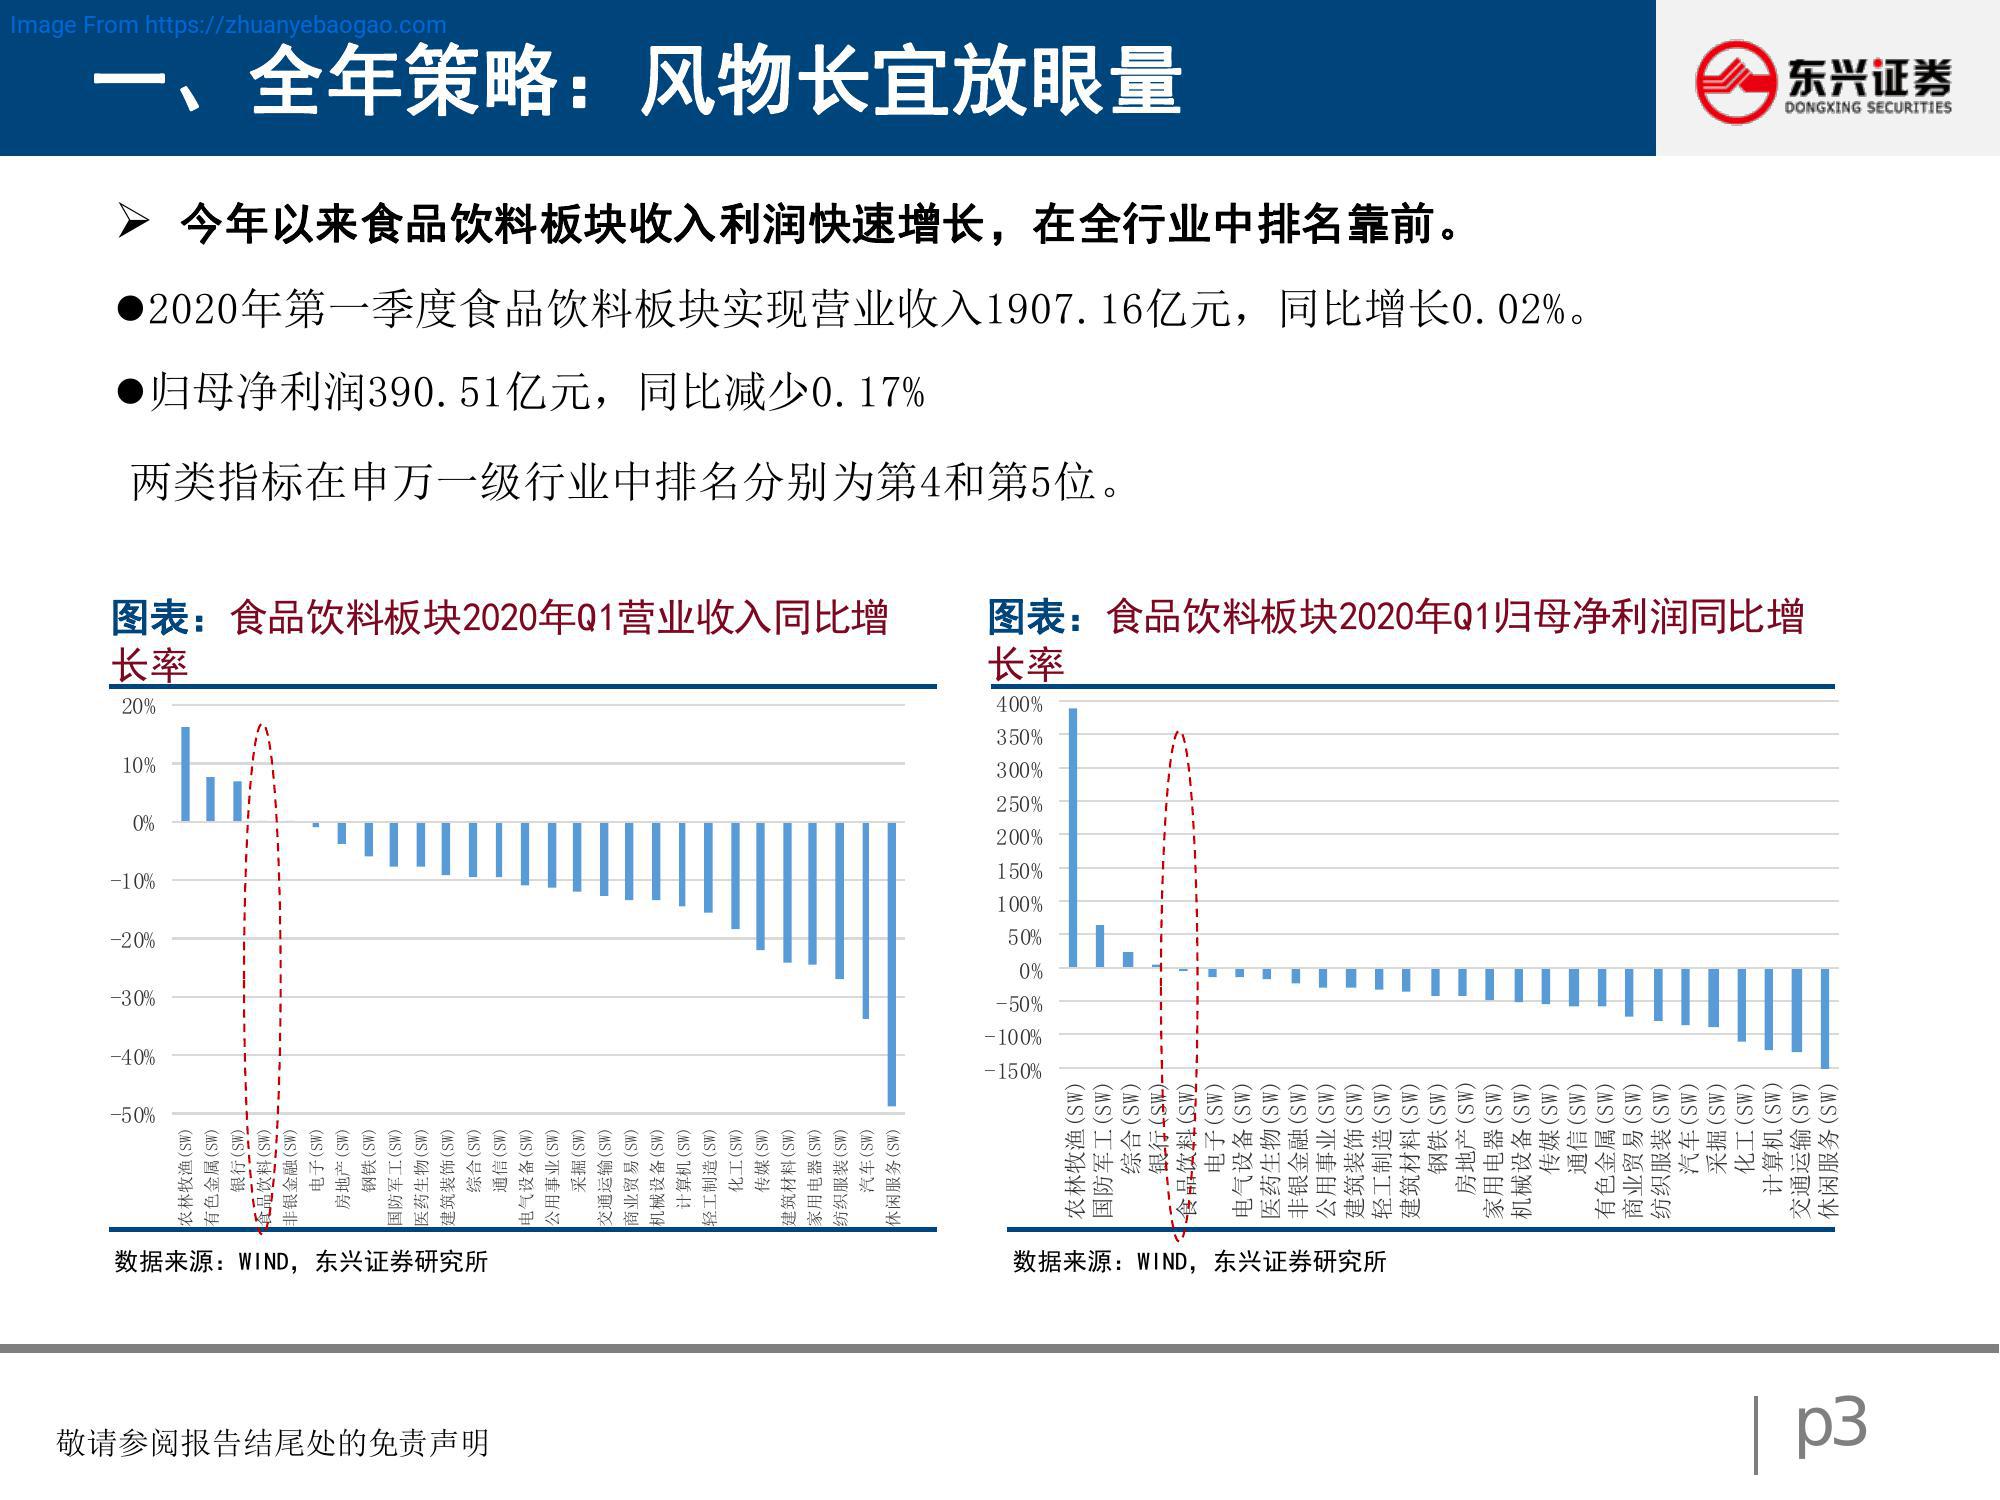 Image From https://zhuanyebaogao.com
一、全年策略：风物长宜放眼量
东兴证券
DONGXING SECURITIES
➢ 今年以来食品饮料板块收入利润快速增长，在全行业中排名靠前。
●2020年第一季度食品饮料板块实现营业收入1907.16亿元，同比增长0.02%。
●归母净利润390.51亿元，同比减少0.17%
两类指标在申万一级行业中排名分别为第4和第5位。
图表：食品饮料板块2020年Q1营业收入同比增
长率
20%
10%
0%
-10%
-20%
-30%
-40%
-50%
农林牧渔(SW)
有色金属(SW)
银行(SW)
食品饮料(SW)
非银金融(SW)
电子(SW)
房地产(SW)
钢铁(SW)
国防军工(SW)
医药生物(SW)
建筑装饰(SW)
综合(SW)
通信(SW)
电气设备(SW)
公用事业(SW)
采掘(SW)
交通运输(SW)
商业贸易(SW)
机械设备(SW)
计算机(SW)
轻工制造(SW)
化工(SW)
传媒(SW)
建筑材料(SW)
家用电器(SW)
纺织服装(SW)
汽车(SW)
休闲服务(SW)
数据来源：WIND，东兴证券研究所
图表：食品饮料板块2020年Q1归母净利润同比增
长率
400%
350%
300%
250%
200%
150%
100%
50%
0%
-50%
-100%
-150%
农林牧渔(SW)
国防军工(SW)
综合(SW)
银行(SW)
食品饮料(SW)
电子(SW)
电气设备(SW)
医药生物(SW)
非银金融(SW)
公用事业(SW)
建筑装饰(SW)
轻工制造(SW)
建筑材料(SW)
钢铁(SW)
房地产(SW)
家用电器(SW)
机械设备(SW)
传媒(SW)
通信(SW)
有色金属(SW)
商业贸易(SW)
纺织服装(SW)
汽车(SW)
采掘(SW)
化工(SW)
计算机(SW)
交通运输(SW)
休闲服务(SW)
数据来源：WIND，东兴证券研究所
敬请参阅报告结尾处的免责声明
p3